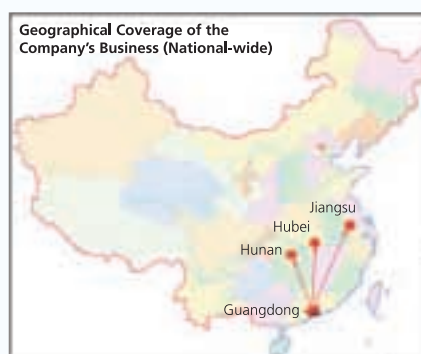 Geographical Coverage of the
Company's Business (National-wide)
Jiangsu
Hubei
Hunan
Guangdong